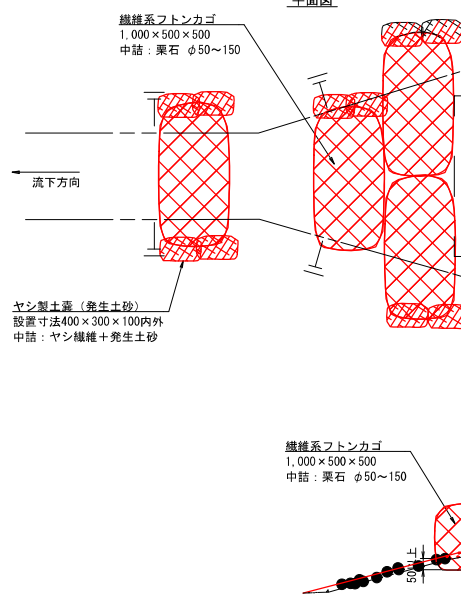 平面図
繊維系フトンカゴ
1,000×500×500
中詰：栗石 φ50～150
流下方向
ヤシ製土嚢（発生土砂）
設置寸法400×300×100内外
中詰：ヤシ繊維＋発生土砂
繊維系フトンカゴ
1,000×500×500
中詰：栗石 φ50～150
50以上